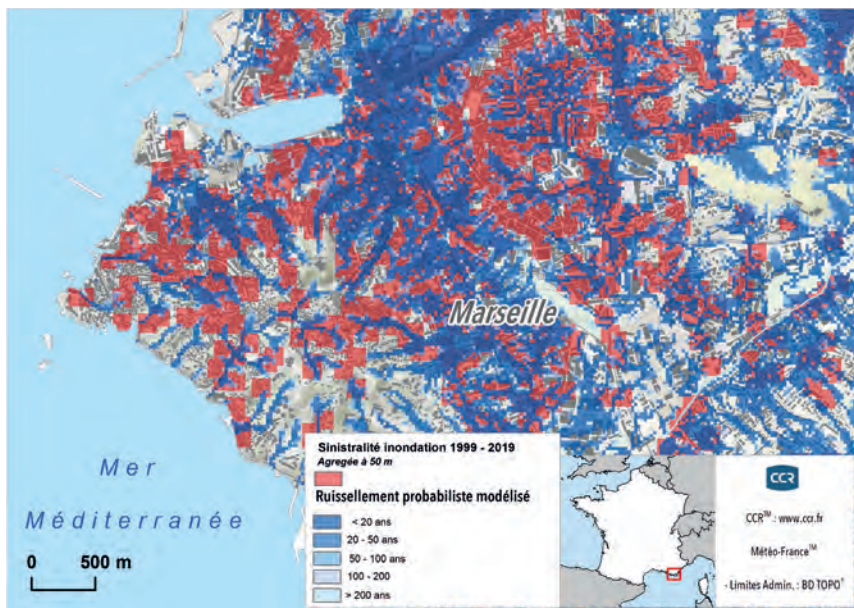 Marseille
Mer
Méditerranée
0 500 m
Sinistralité inondation 1999 - 2019
Agrégée à 50 m
Ruissellement probabiliste modélisé
< 20 ans
20 - 50 ans
50 - 100 ans
100 - 200
> 200 ans
CCR
CCR™ : www.ccr.fr
Météo-France™
- Limites Admin. : BD TOPO®